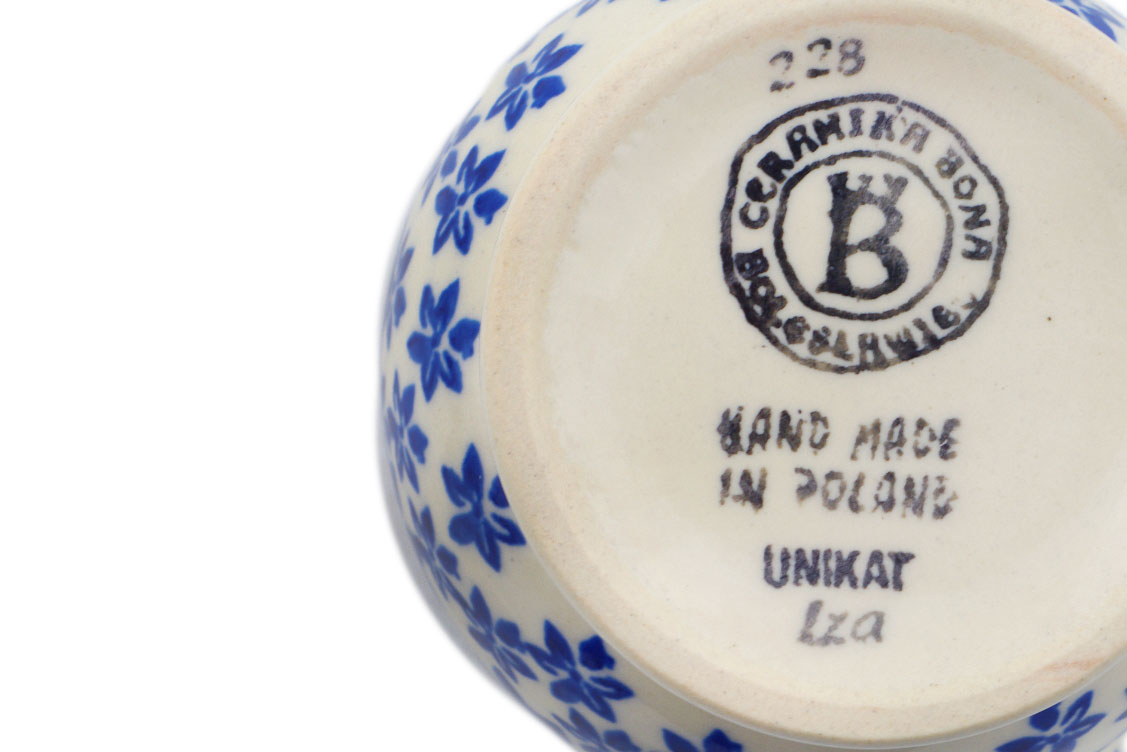 228
CERAMIKA BONA
BOLESŁAWIEC
B
HAND MADE
IN POLAND
UNIKAT
Iza